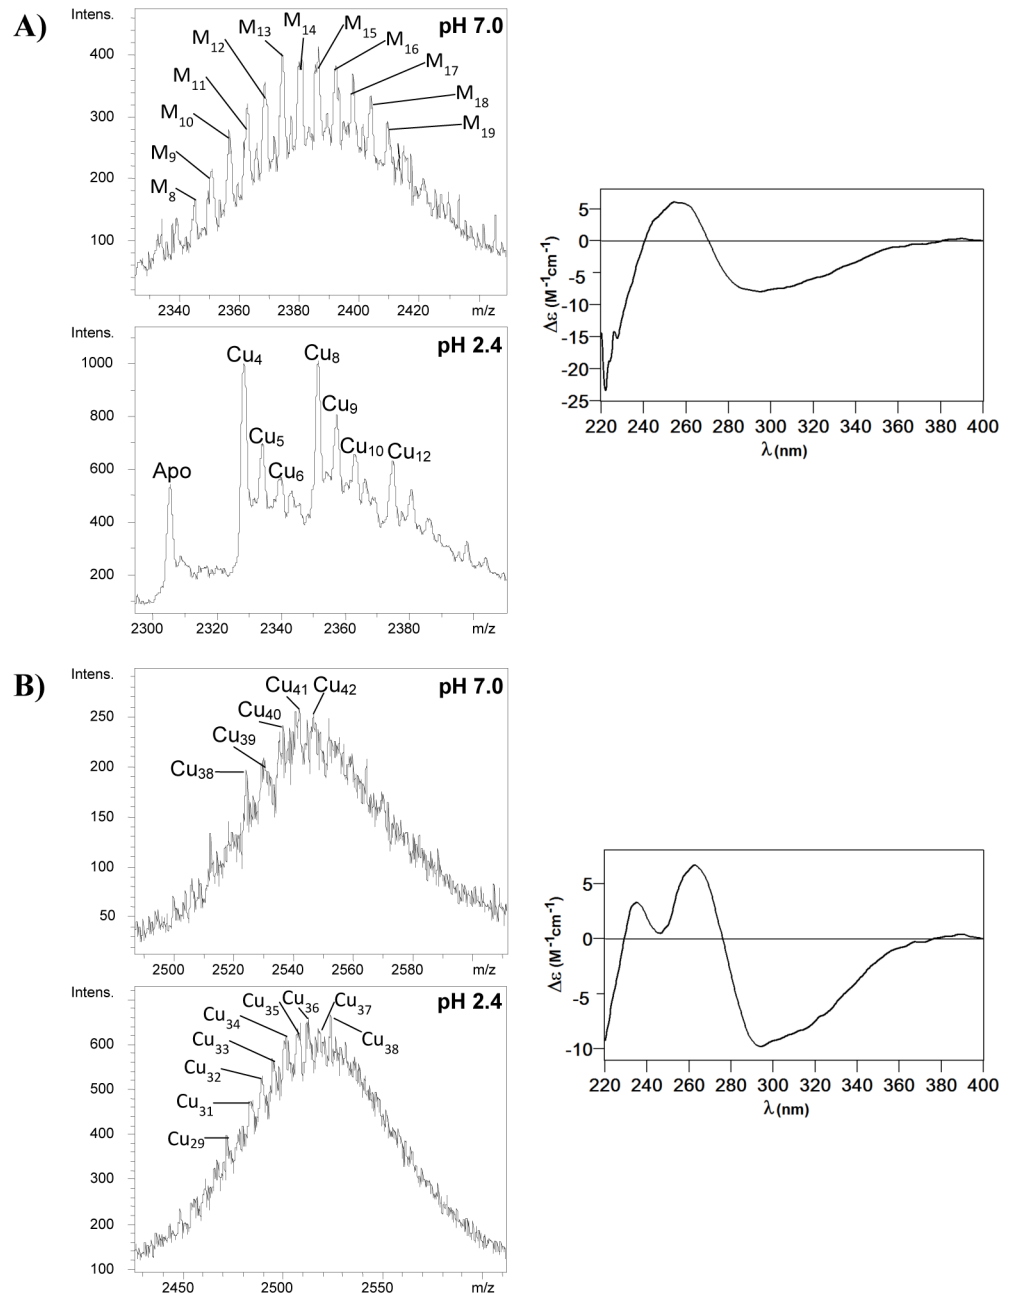 A)
Intens.
pH 7.0
M8
M9
M10
M11
M12
M13
M14
M15
M16
M17
M18
M19
400
300
200
100
2340
2360
2380
2400
2420
m/z
5
0
-5
-10
-15
-20
-25
Δε (M⁻¹cm⁻¹)
220
240
260
280
300
320
340
360
380
400
λ (nm)
Intens.
pH 2.4
Apo
Cu4
Cu5
Cu6
Cu8
Cu9
Cu10
Cu12
1000
800
600
400
200
2300
2320
2340
2360
2380
m/z
B)
Intens.
pH 7.0
Cu38
Cu39
Cu40
Cu41
Cu42
250
200
150
100
50
2500
2520
2540
2560
2580
m/z
5
0
-5
-10
Δε (M⁻¹cm⁻¹)
220
240
260
280
300
320
340
360
380
400
λ (nm)
Intens.
pH 2.4
Cu29
Cu31
Cu32
Cu33
Cu34
Cu35
Cu36
Cu37
Cu38
600
500
400
300
200
100
2450
2500
2550
m/z